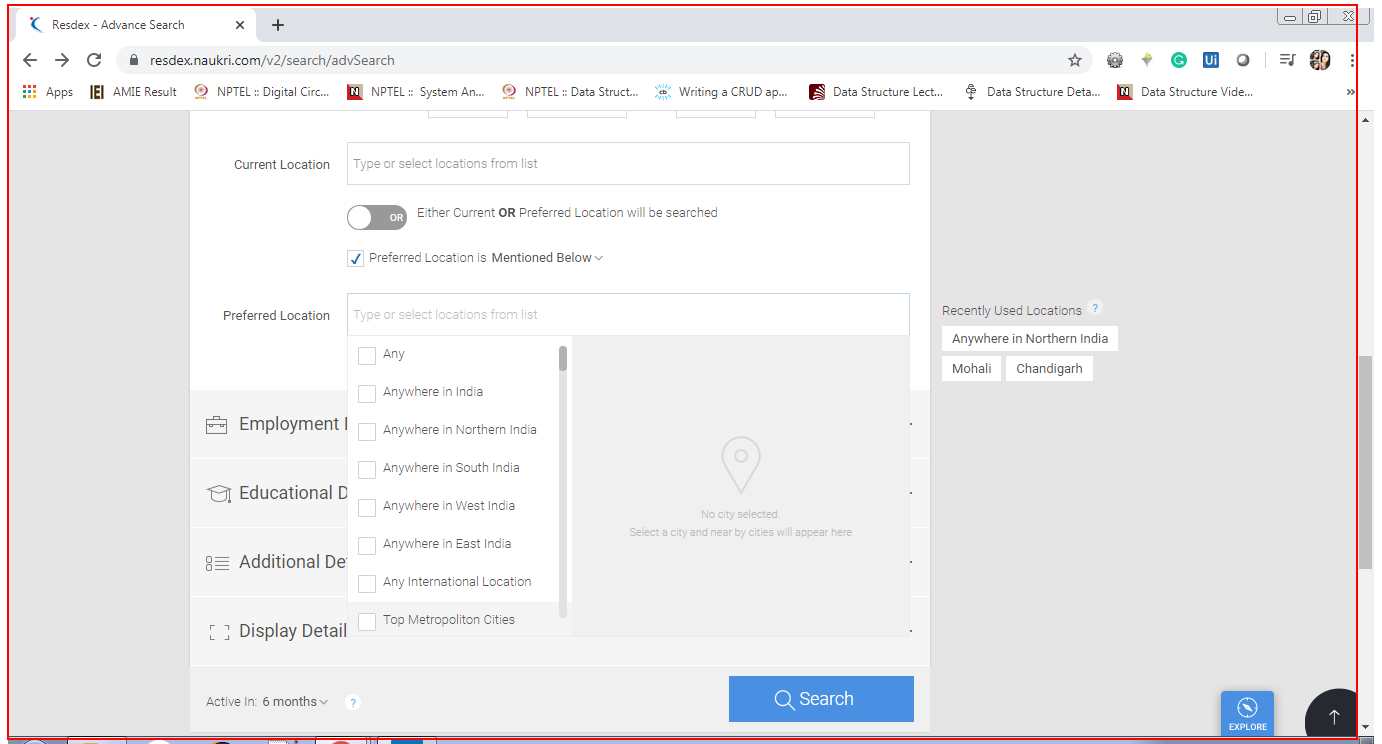 Resdex - Advance Search
resdex.naukri.com/v2/search/advSearch
Apps AMIE Result NPTEL :: Digital Circ... NPTEL :: System An... NPTEL :: Data Struct... Writing a CRUD ap... Data Structure Lect... Data Structure Deta... Data Structure Vide...
Current Location Type or select locations from list
OR Either Current OR Preferred Location will be searched
Preferred Location is Mentioned Below
Preferred Location Type or select locations from list
Recently Used Locations ?
Anywhere in Northern India
Mohali Chandigarh
Any
Anywhere in India
Anywhere in Northern India
Anywhere in South India
Anywhere in West India
Anywhere in East India
Any International Location
Top Metropoliton Cities
No city selected.
Select a city and near by cities will appear here
Employment
Educational D
Additional De
Display Detail
Active In: 6 months ?
Search
EXPLORE